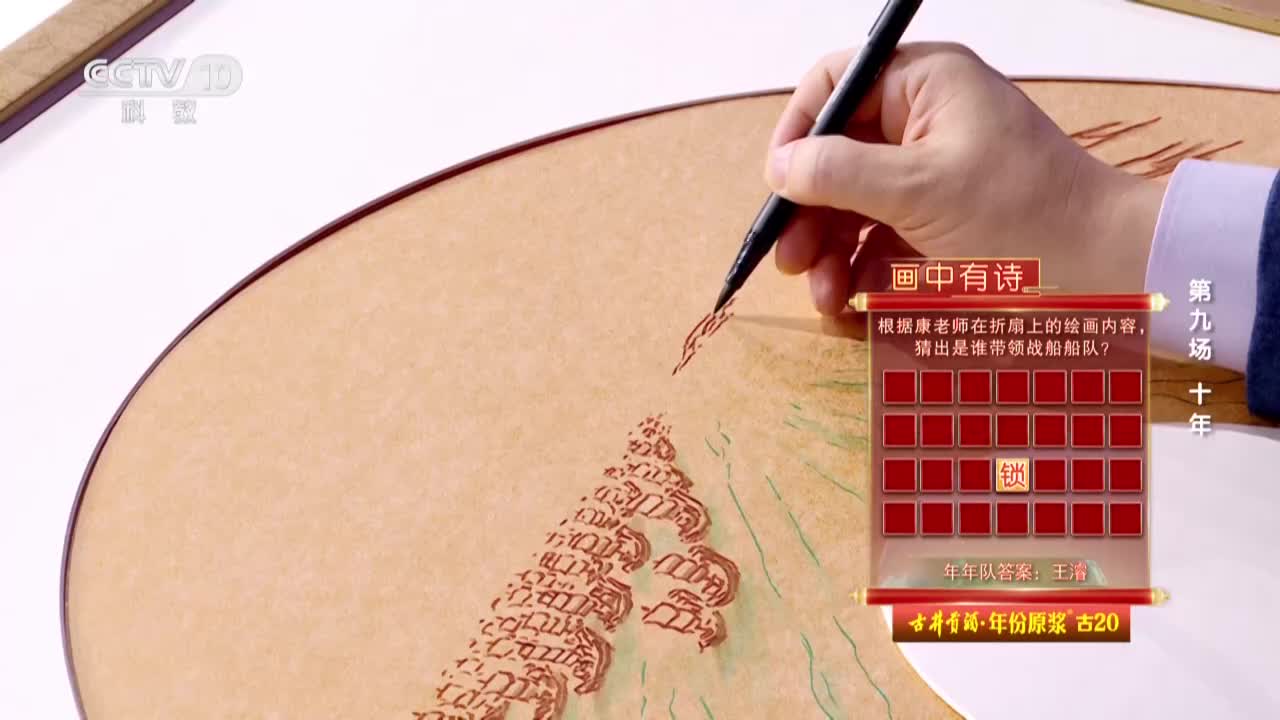 CCTV 10
科教
画中有诗
根据康老师在折扇上的绘画内容，
猜出是谁带领战船船队？
锁
年年队答案：王濬
古井贡酒·年份原浆® 古20
第九场 十年